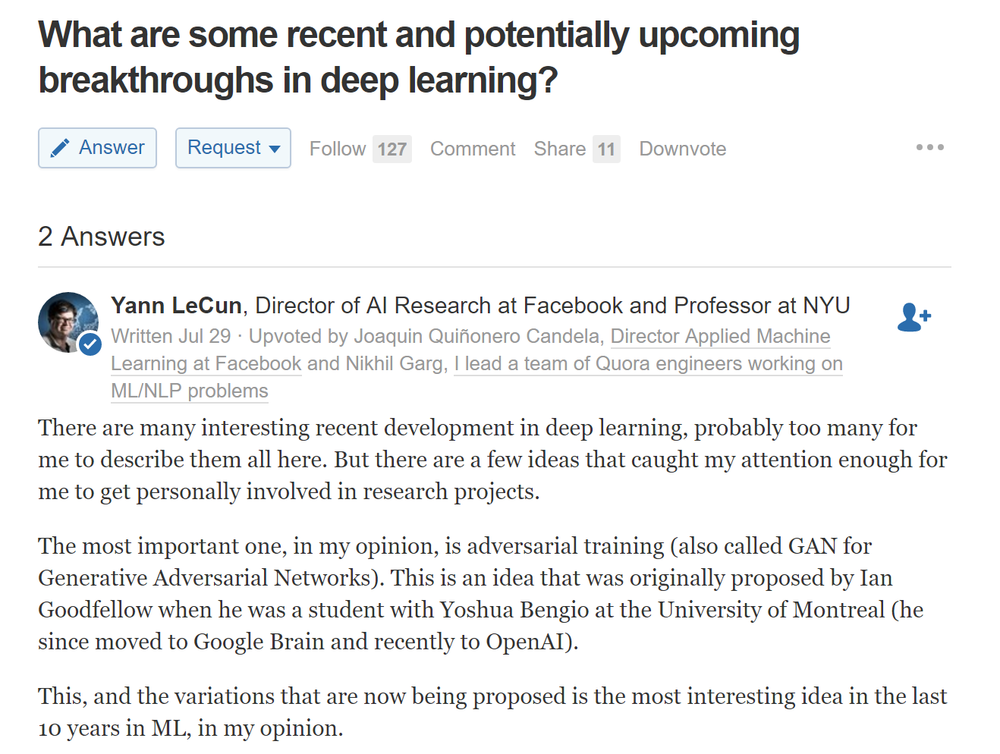 What are some recent and potentially upcoming
breakthroughs in deep learning?
Answer Request Follow 127 Comment Share 11 Downvote
2 Answers
Yann LeCun, Director of AI Research at Facebook and Professor at NYU
Written Jul 29 · Upvoted by Joaquin Quiñonero Candela, Director Applied Machine
Learning at Facebook and Nikhil Garg, I lead a team of Quora engineers working on
ML/NLP problems
There are many interesting recent development in deep learning, probably too many for
me to describe them all here. But there are a few ideas that caught my attention enough for
me to get personally involved in research projects.
The most important one, in my opinion, is adversarial training (also called GAN for
Generative Adversarial Networks). This is an idea that was originally proposed by Ian
Goodfellow when he was a student with Yoshua Bengio at the University of Montreal (he
since moved to Google Brain and recently to OpenAI).
This, and the variations that are now being proposed is the most interesting idea in the last
10 years in ML, in my opinion.